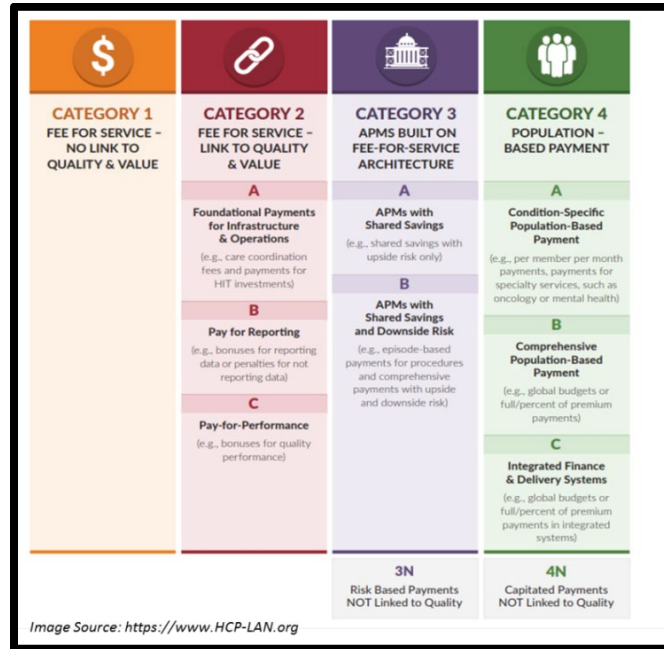 $
CATEGORY 1
FEE FOR SERVICE –
NO LINK TO
QUALITY & VALUE
CATEGORY 2
FEE FOR SERVICE –
LINK TO QUALITY
& VALUE
A
Foundational Payments
for Infrastructure
& Operations
(e.g., care coordination
fees and payments for
HIT investments)
B
Pay for Reporting
(e.g., bonuses for reporting
data or penalties for not
reporting data)
C
Pay-for-Performance
(e.g., bonuses for quality
performance)
CATEGORY 3
APMS BUILT ON
FEE-FOR-SERVICE
ARCHITECTURE
A
APMs with
Shared Savings
(e.g., shared savings with
upside risk only)
B
APMs with
Shared Savings
and Downside Risk
(e.g., episode-based
payments for procedures
and comprehensive
payments with upside
and downside risk)
3N
Risk Based Payments
NOT Linked to Quality
CATEGORY 4
POPULATION –
BASED PAYMENT
A
Condition-Specific
Population-Based
Payment
(e.g., per member per month
payments, payments for
specialty services, such as
oncology or mental health)
B
Comprehensive
Population-Based
Payment
(e.g., global budgets or
full/percent of premium
payments)
C
Integrated Finance
& Delivery Systems
(e.g., global budgets or
full/percent of premium
payments in integrated
systems)
4N
Capitated Payments
NOT Linked to Quality
Image Source: https://www.HCP-LAN.org